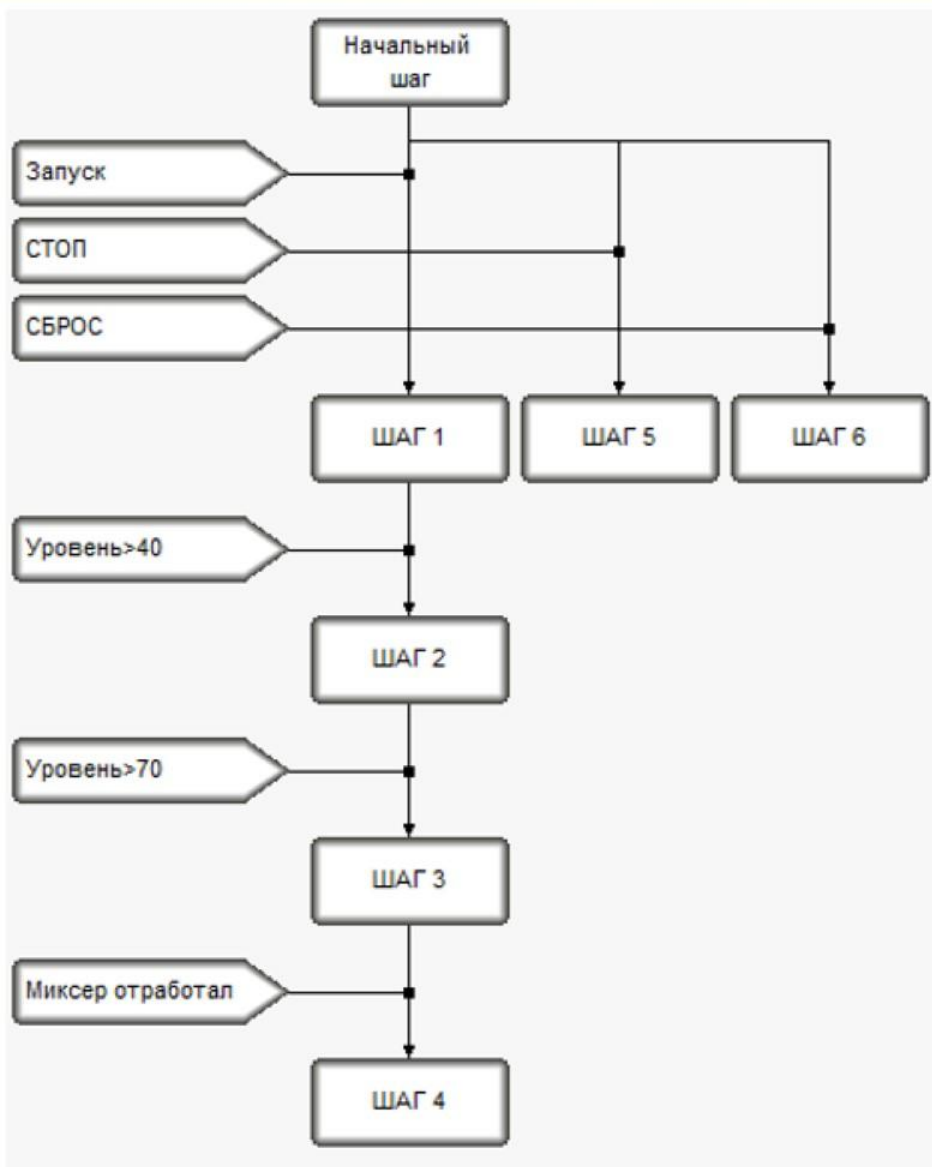 Начальный
шаг
Запуск
СТОП
СБРОС
ШАГ 1
ШАГ 5
ШАГ 6
Уровень>40
ШАГ 2
Уровень>70
ШАГ 3
Миксер отработал
ШАГ 4